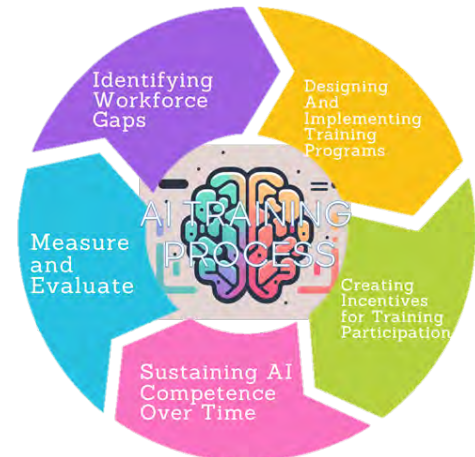 Identifying
Workforce
Gaps
Designing
And
Implementing
Training
Programs
Creating
Incentives
for Training
Participation
Sustaining AI
Competence
Over Time
Measure
and
Evaluate
AI TRAINING
PROCESS